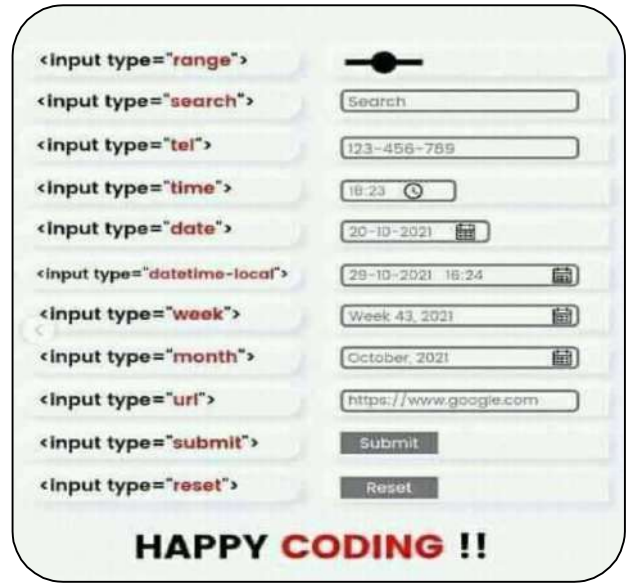 <input type="range">
<input type="search"> Search
<input type="tel"> 123-456-789
<input type="time"> 18:23
<input type="date"> 20-10-2021
<input type="datetime-local"> 29-10-2021 16:24
<input type="week"> Week 43, 2021
<input type="month"> October, 2021
<input type="url"> https://www.google.com
<input type="submit"> Submit
<input type="reset"> Reset
HAPPY CODING !!